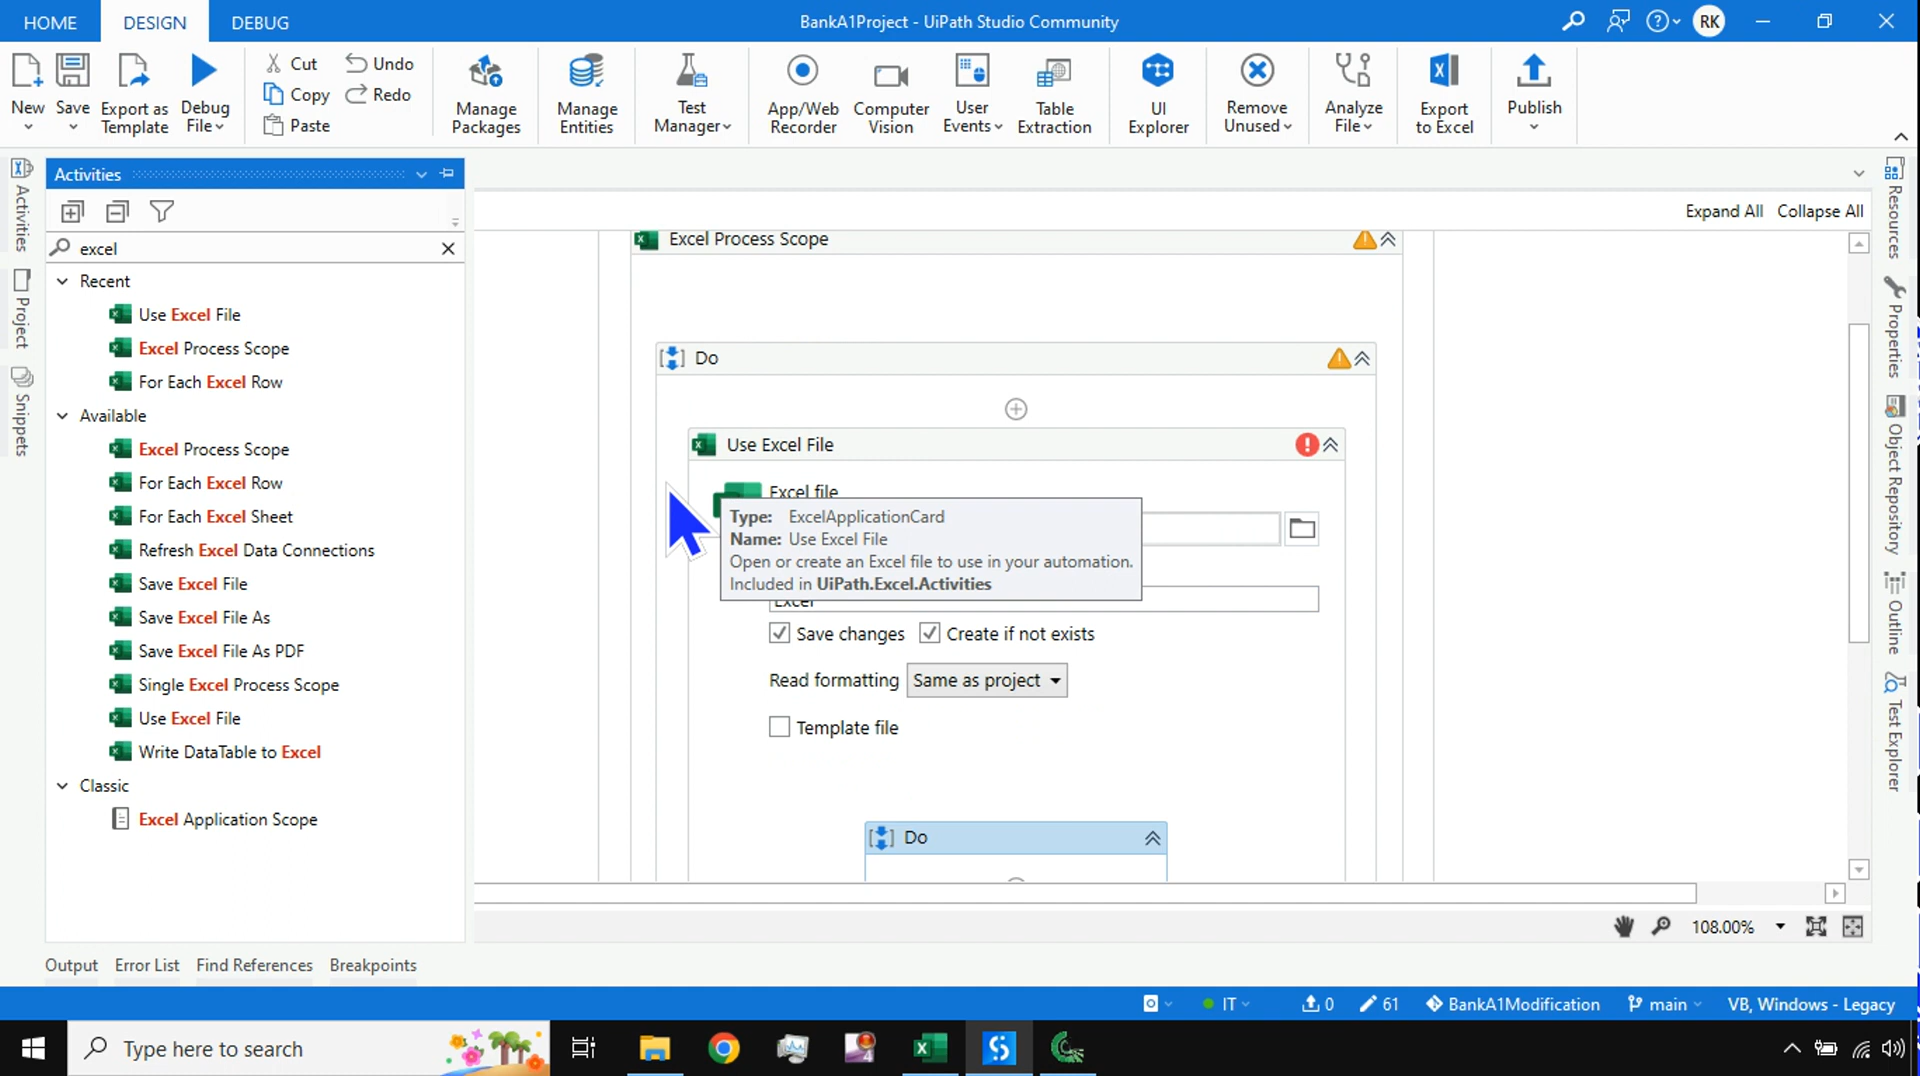 HOME
DESIGN
DEBUG
BankA1Project - UiPath Studio Community
RK
New
Save
Export as
Template
Debug
File
Cut
Copy
Paste
Undo
Redo
Manage
Packages
Manage
Entities
Test
Manager
App/Web
Recorder
Computer
Vision
User
Events
Table
Extraction
UI
Explorer
Remove
Unused
Analyze
File
Export
to Excel
Publish
Activities
Project
Snippets
Activities
excel
Recent
Use Excel File
Excel Process Scope
For Each Excel Row
Available
Excel Process Scope
For Each Excel Row
For Each Excel Sheet
Refresh Excel Data Connections
Save Excel File
Save Excel File As
Save Excel File As PDF
Single Excel Process Scope
Use Excel File
Write DataTable to Excel
Classic
Excel Application Scope
Expand All Collapse All
Excel Process Scope
Do
Use Excel File
Excel file
Type: ExcelApplicationCard
Name: Use Excel File
Open or create an Excel file to use in your automation.
Included in UiPath.Excel.Activities
Excel
Save changes
Create if not exists
Read formatting
Same as project
Template file
Do
108.00%
Resources
Properties
Object Repository
Outline
Test Explorer
Output
Error List
Find References
Breakpoints
IT
0
61
BankA1Modification
main
VB, Windows - Legacy
Type here to search
4